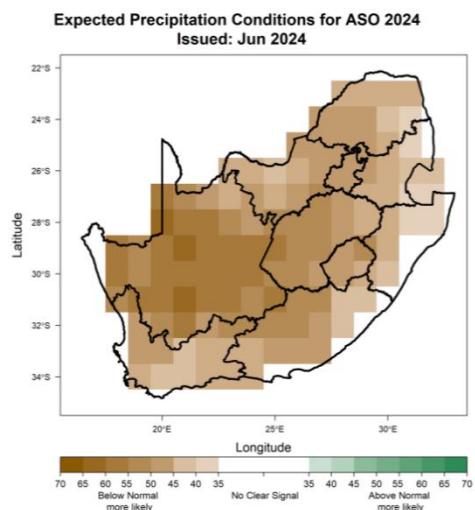 Expected Precipitation Conditions for ASO 2024
Issued: Jun 2024
22°S
24°S
26°S
28°S
30°S
32°S
34°S
Latitude
20°E 25°E 30°E
Longitude
70 65 60 55 50 45 40 35 35 40 45 50 55 60 65 70
Below Normal No Clear Signal Above Normal
more likely more likely